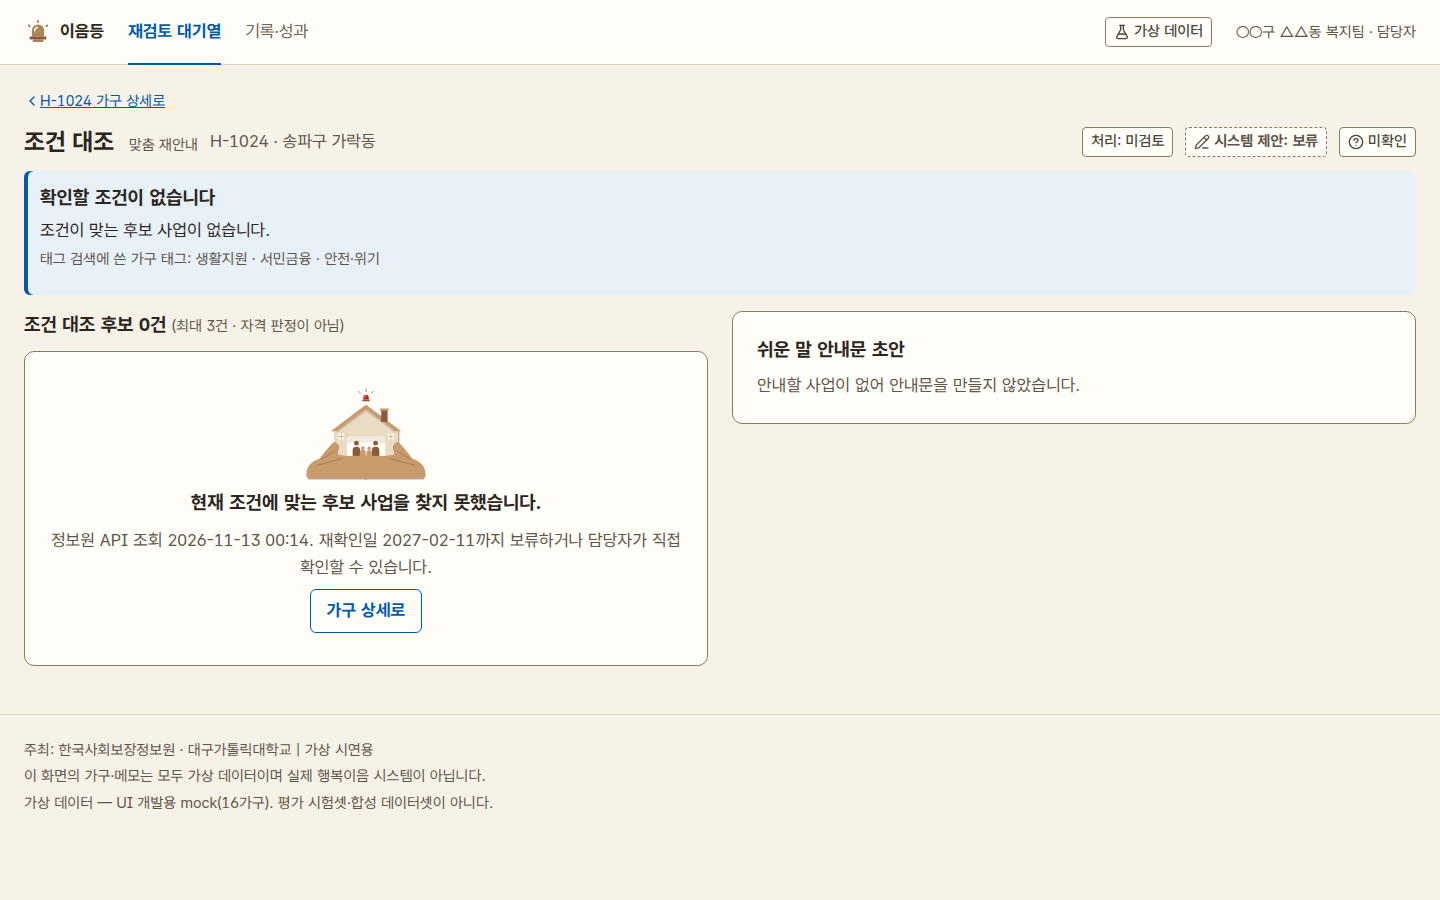 이음등
재검토 대기열
기록·성과
가상 데이터
○○구 △△동 복지팀 · 담당자
H-1024 가구 상세로
조건 대조 맞춤 재안내 H-1024 · 송파구 가락동
처리: 미검토
시스템 제안: 보류
미확인
확인할 조건이 없습니다
조건이 맞는 후보 사업이 없습니다.
태그 검색에 쓴 가구 태그: 생활지원 · 서민금융 · 안전·위기
조건 대조 후보 0건 (최대 3건 · 자격 판정이 아님)
현재 조건에 맞는 후보 사업을 찾지 못했습니다.
정보원 API 조회 2026-11-13 00:14. 재확인일 2027-02-11까지 보류하거나 담당자가 직접
확인할 수 있습니다.
가구 상세로
쉬운 말 안내문 초안
안내할 사업이 없어 안내문을 만들지 않았습니다.
주최: 한국사회보장정보원 · 대구가톨릭대학교 | 가상 시연용
이 화면의 가구·메모는 모두 가상 데이터이며 실제 행복이음 시스템이 아닙니다.
가상 데이터 — UI 개발용 mock(16가구). 평가 시험셋·합성 데이터셋이 아니다.